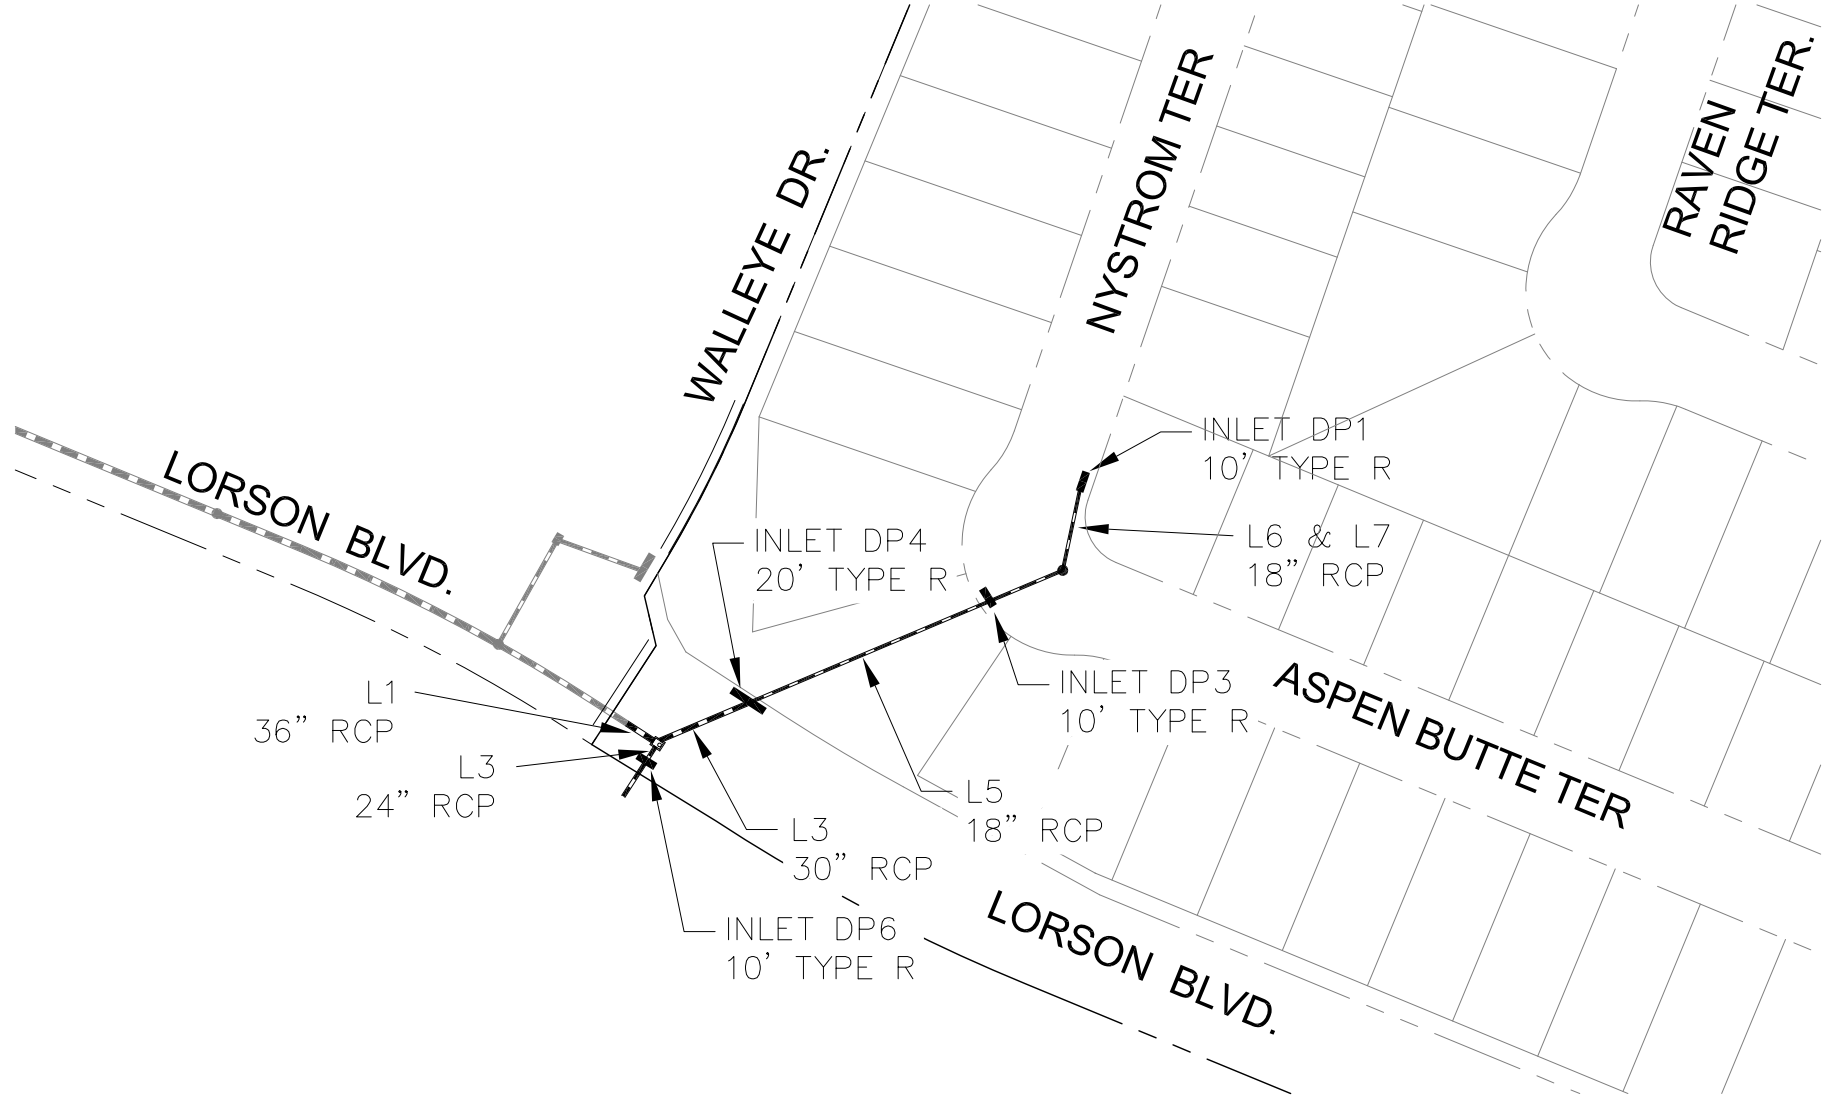 WALLEYE DR.
NYSTROM TER
RAVEN
RIDGE TER.
LORSON BLVD.
INLET DP1
10' TYPE R
L6 & L7
18" RCP
INLET DP4
20' TYPE R
INLET DP3
10' TYPE R
L1
36" RCP
L3
24" RCP
L5
18" RCP
L3
30" RCP
INLET DP6
10' TYPE R
ASPEN BUTTE TER
LORSON BLVD.